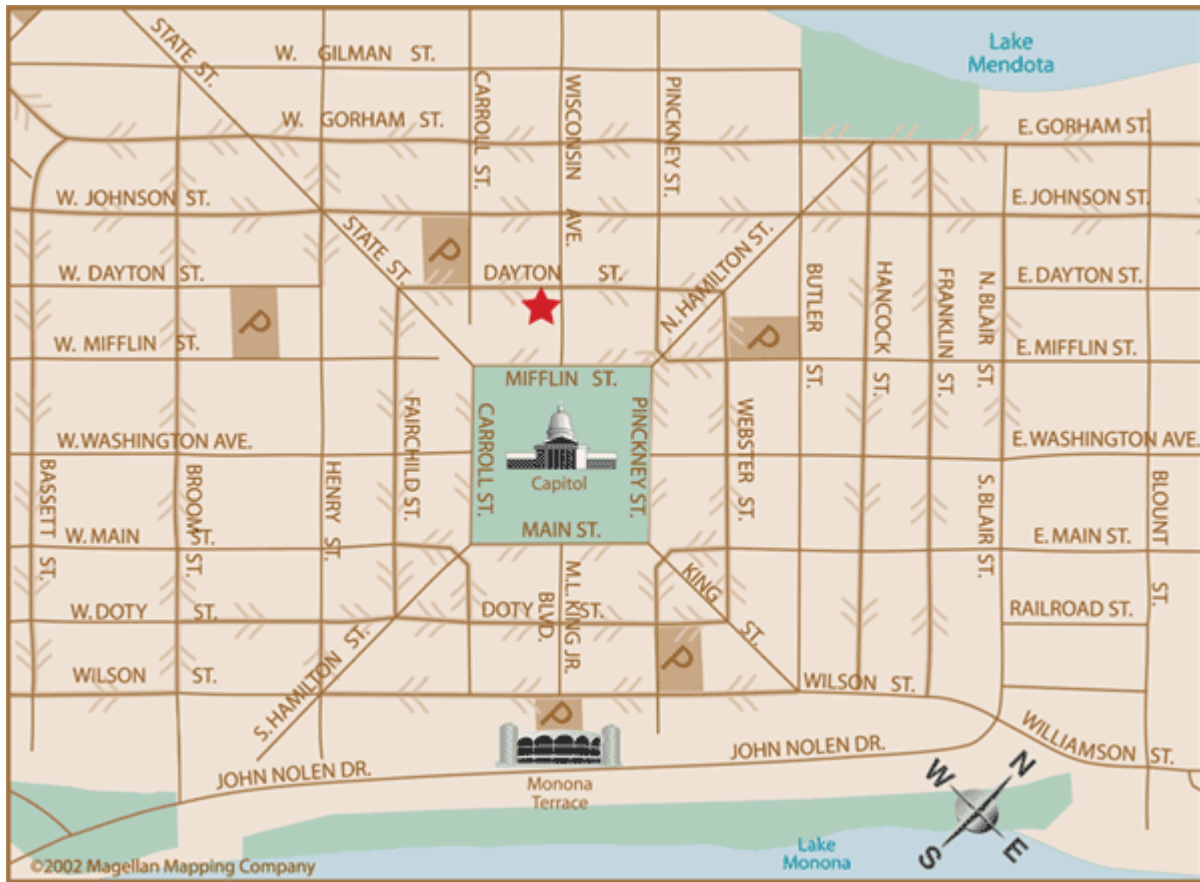 STATE ST.
W. GILMAN ST.
Lake
Mendota
CARROLL ST.
WISCONSIN AVE.
PINCKNEY ST.
W. GORHAM ST.
E. GORHAM ST.
W. JOHNSON ST.
E. JOHNSON ST.
STATE ST.
P
N. HAMILTON ST.
W. DAYTON ST.
DAYTON ST.
BUTLER ST.
HANCOCK ST.
FRANKLIN ST.
N. BLAIR ST.
E. DAYTON ST.
P
P
W. MIFFLIN ST.
E. MIFFLIN ST.
MIFFLIN ST.
FAIRCHILD ST.
CARROLL ST.
PINCKNEY ST.
WEBSTER ST.
W. WASHINGTON AVE.
E. WASHINGTON AVE.
Capitol
BASSETT ST.
BROOM ST.
HENRY ST.
S. BLAIR ST.
BLOUNT ST.
W. MAIN ST.
MAIN ST.
E. MAIN ST.
KING ST.
M.L. KING JR.
BLVD.
W. DOTY ST.
DOTY ST.
RAILROAD ST.
S. HAMILTON ST.
P
WILSON ST.
WILSON ST.
P
WILLIAMSON ST.
JOHN NOLEN DR.
JOHN NOLEN DR.
Monona
Terrace
W
N
S
E
Lake
Monona
©2002 Magellan Mapping Company